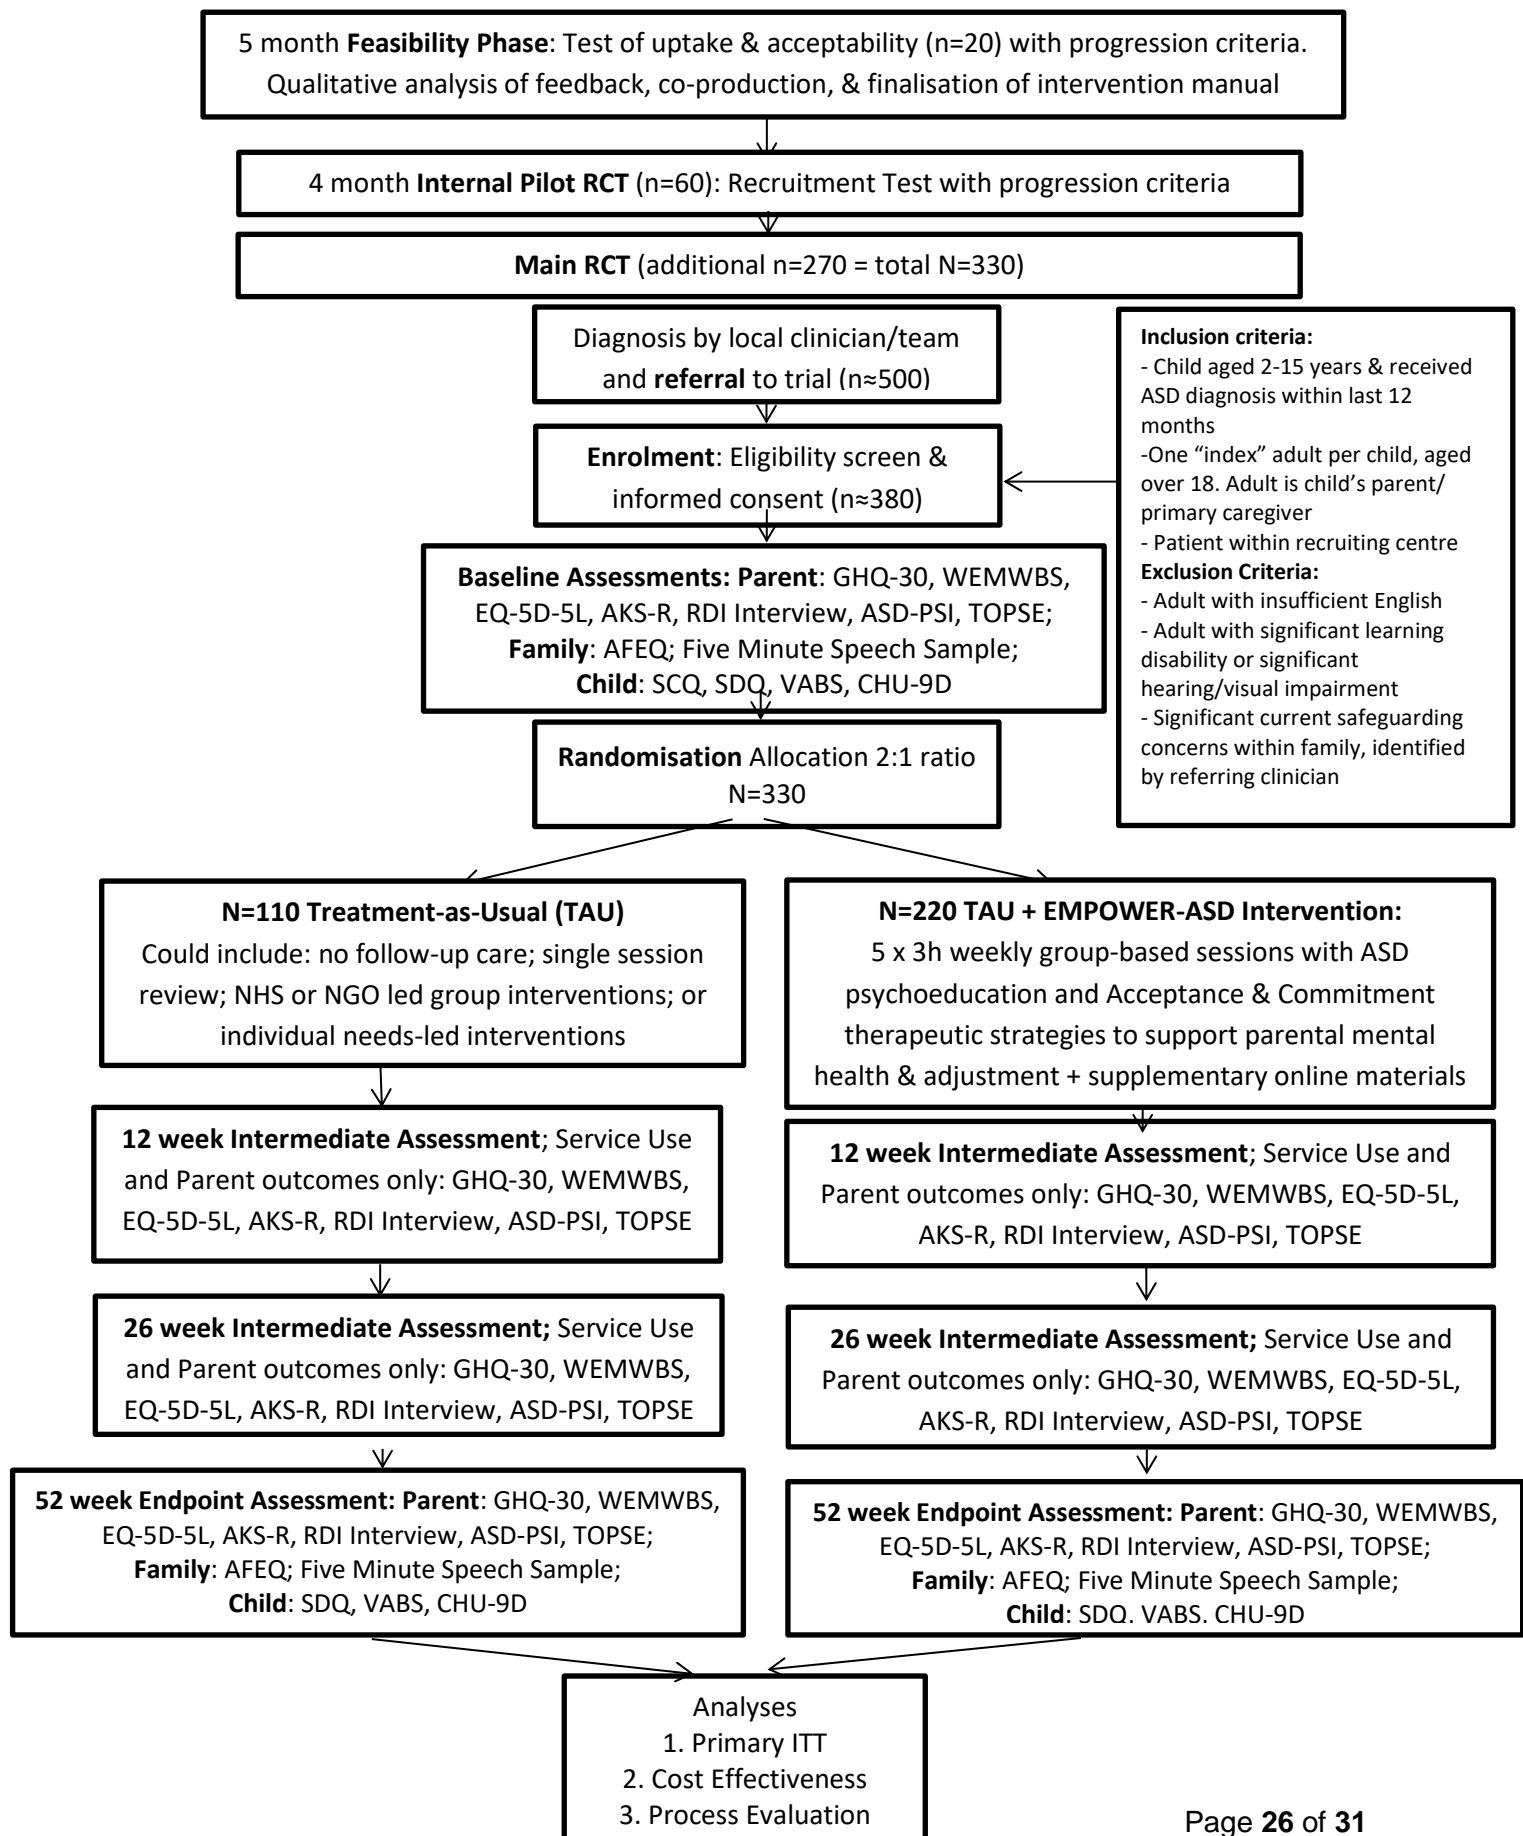 5 month Feasibility Phase: Test of uptake & acceptability (n=20) with progression criteria.
Qualitative analysis of feedback, co-production, & finalisation of intervention manual
4 month Internal Pilot RCT (n=60): Recruitment Test with progression criteria
Main RCT (additional n=270 = total N=330)
Diagnosis by local clinician/team
and referral to trial (n≈500)
Enrolment: Eligibility screen &
informed consent (n≈380)
Inclusion criteria:
- Child aged 2-15 years & received
ASD diagnosis within last 12
months
-One “index” adult per child, aged
over 18. Adult is child’s parent/
primary caregiver
- Patient within recruiting centre
Exclusion Criteria:
- Adult with insufficient English
- Adult with significant learning
disability or significant
hearing/visual impairment
- Significant current safeguarding
concerns within family, identified
by referring clinician
Baseline Assessments: Parent: GHQ-30, WEMWBS,
EQ-5D-5L, AKS-R, RDI Interview, ASD-PSI, TOPSE;
Family: AFEQ; Five Minute Speech Sample;
Child: SCQ, SDQ, VABS, CHU-9D
Randomisation Allocation 2:1 ratio
N=330
N=110 Treatment-as-Usual (TAU)
Could include: no follow-up care; single session
review; NHS or NGO led group interventions; or
individual needs-led interventions
N=220 TAU + EMPOWER-ASD Intervention:
5 x 3h weekly group-based sessions with ASD
psychoeducation and Acceptance & Commitment
therapeutic strategies to support parental mental
health & adjustment + supplementary online materials
12 week Intermediate Assessment; Service Use
and Parent outcomes only: GHQ-30, WEMWBS,
EQ-5D-5L, AKS-R, RDI Interview, ASD-PSI, TOPSE
12 week Intermediate Assessment; Service Use and
Parent outcomes only: GHQ-30, WEMWBS, EQ-5D-5L,
AKS-R, RDI Interview, ASD-PSI, TOPSE
26 week Intermediate Assessment; Service Use
and Parent outcomes only: GHQ-30, WEMWBS,
EQ-5D-5L, AKS-R, RDI Interview, ASD-PSI, TOPSE
26 week Intermediate Assessment; Service Use and
Parent outcomes only: GHQ-30, WEMWBS, EQ-5D-5L,
AKS-R, RDI Interview, ASD-PSI, TOPSE
52 week Endpoint Assessment: Parent: GHQ-30, WEMWBS,
EQ-5D-5L, AKS-R, RDI Interview, ASD-PSI, TOPSE;
Family: AFEQ; Five Minute Speech Sample;
Child: SDQ, VABS, CHU-9D
52 week Endpoint Assessment: Parent: GHQ-30, WEMWBS,
EQ-5D-5L, AKS-R, RDI Interview, ASD-PSI, TOPSE;
Family: AFEQ; Five Minute Speech Sample;
Child: SDQ, VABS, CHU-9D
Analyses
1. Primary ITT
2. Cost Effectiveness
3. Process Evaluation
Page 26 of 31